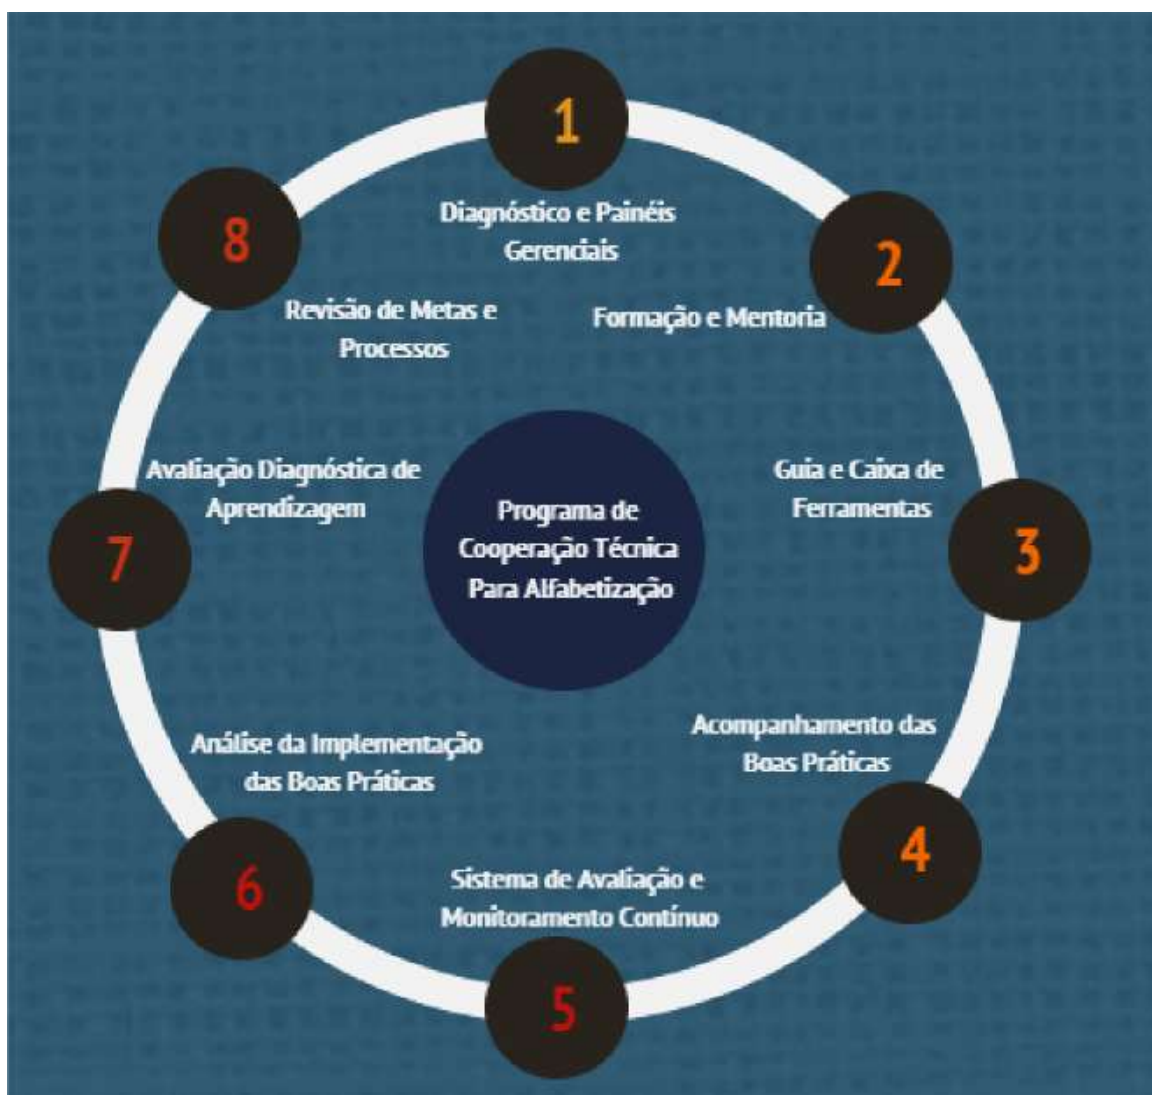 1
Diagnóstico e Painéis
Gerenciais
2
Formação e Mentoria
3
Guia e Caixa de
Ferramentas
4
Acompanhamento das
Boas Práticas
5
Sistema de Avaliação e
Monitoramento Contínuo
6
Análise da Implementação
das Boas Práticas
7
Avaliação Diagnóstica de
Aprendizagem
8
Revisão de Metas e
Processos
Programa de
Cooperação Técnica
Para Alfabetização